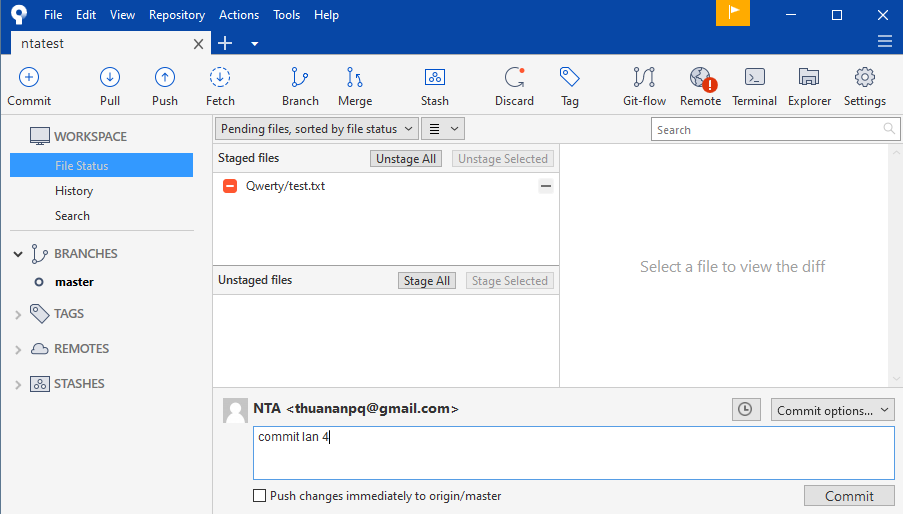 File Edit View Repository Actions Tools Help
ntatest
Commit Pull Push Fetch Branch Merge Stash Discard Tag Git-flow Remote Terminal Explorer Settings
WORKSPACE
File Status
History
Search
BRANCHES
master
TAGS
REMOTES
STASHES
Pending files, sorted by file status
Search
Staged files Unstage All Unstage Selected
Qwerty/test.txt
Unstaged files Stage All Stage Selected
Select a file to view the diff
NTA <thuananpq@gmail.com>
Commit options...
commit lan 4
Push changes immediately to origin/master
Commit